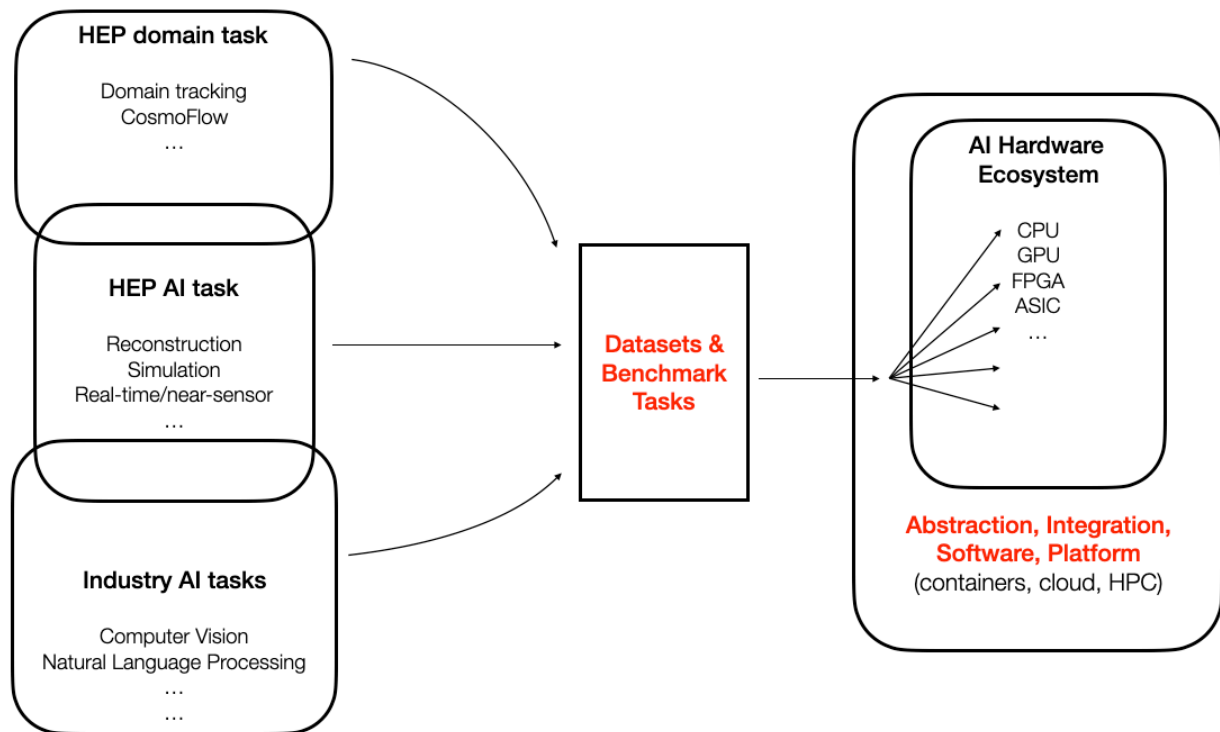 HEP domain task
Domain tracking
CosmoFlow
…
HEP AI task
Reconstruction
Simulation
Real-time/near-sensor
…
Industry AI tasks
Computer Vision
Natural Language Processing
…
…
Datasets &
Benchmark
Tasks
AI Hardware
Ecosystem
CPU
GPU
FPGA
ASIC
…
Abstraction, Integration,
Software, Platform
(containers, cloud, HPC)